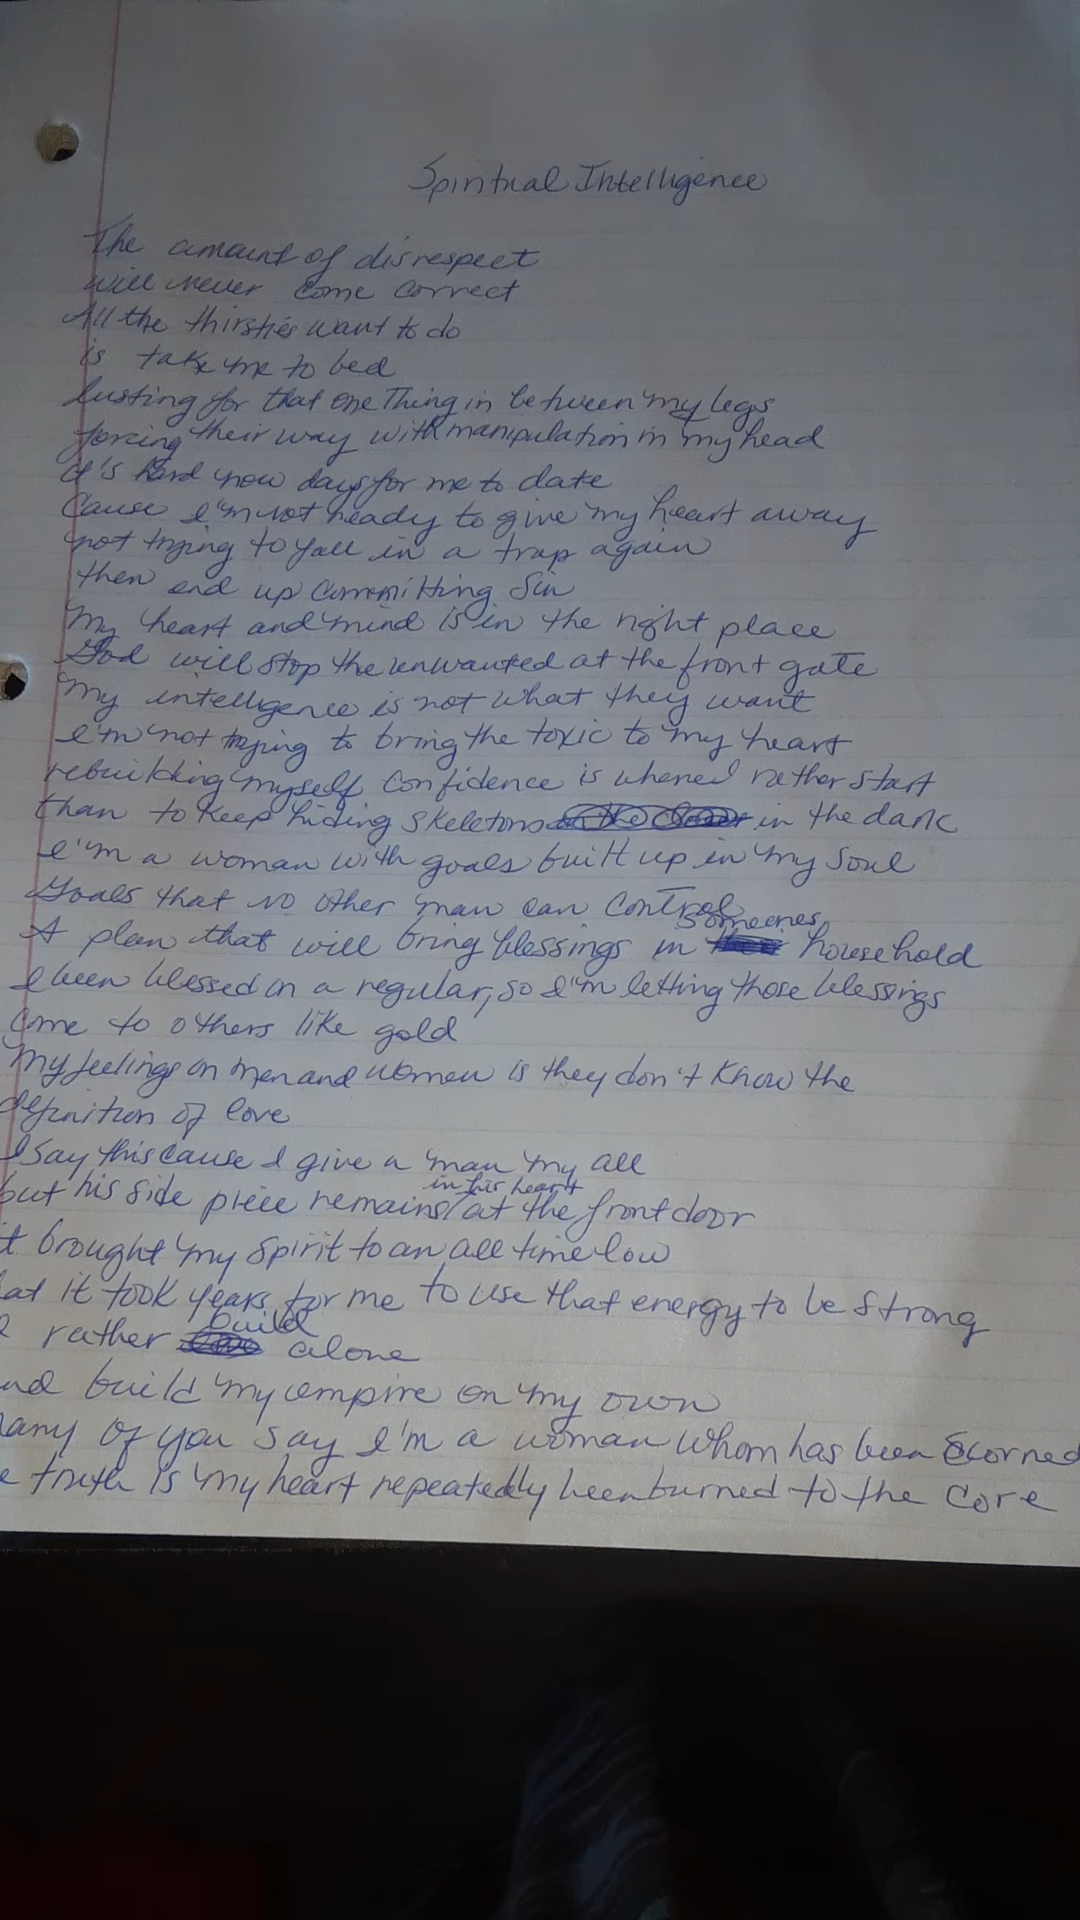 Spiritual Intelligence
The amount of disrespect
will never come correct
All the thirsties want to do
is take me to bed
lusting for that one Thing in between my legs
forcing their way with manipulation in my head
it's hard now days for me to date
Cause I'm not ready to give my heart away
not trying to fall in a trap again
then end up committing Sin
My heart and mind is in the right place
God will stop the unwanted at the front gate
My intelligence is not what they want
I'm not trying to bring the toxic to my heart
rebuilding myself confidence is where I rather start
than to keep hiding skeletons in the dark
I'm a woman with goals built up in my soul
Goals that no other man can control
A plan that will bring blessings in someones household
I been blessed on a regular, so I'm letting those blessings
come to others like gold
My feelings on men and women is they don't know the
definition of love
I say this cause I give a man my all
but his side piece remains in his heart at the front door
it brought my Spirit to an all time low
that it took years for me to use that energy to be strong
I rather build alone
and build my empire on my own
Many of you say I'm a woman whom has been scorned
the truth is my heart repeatedly been burned to the core